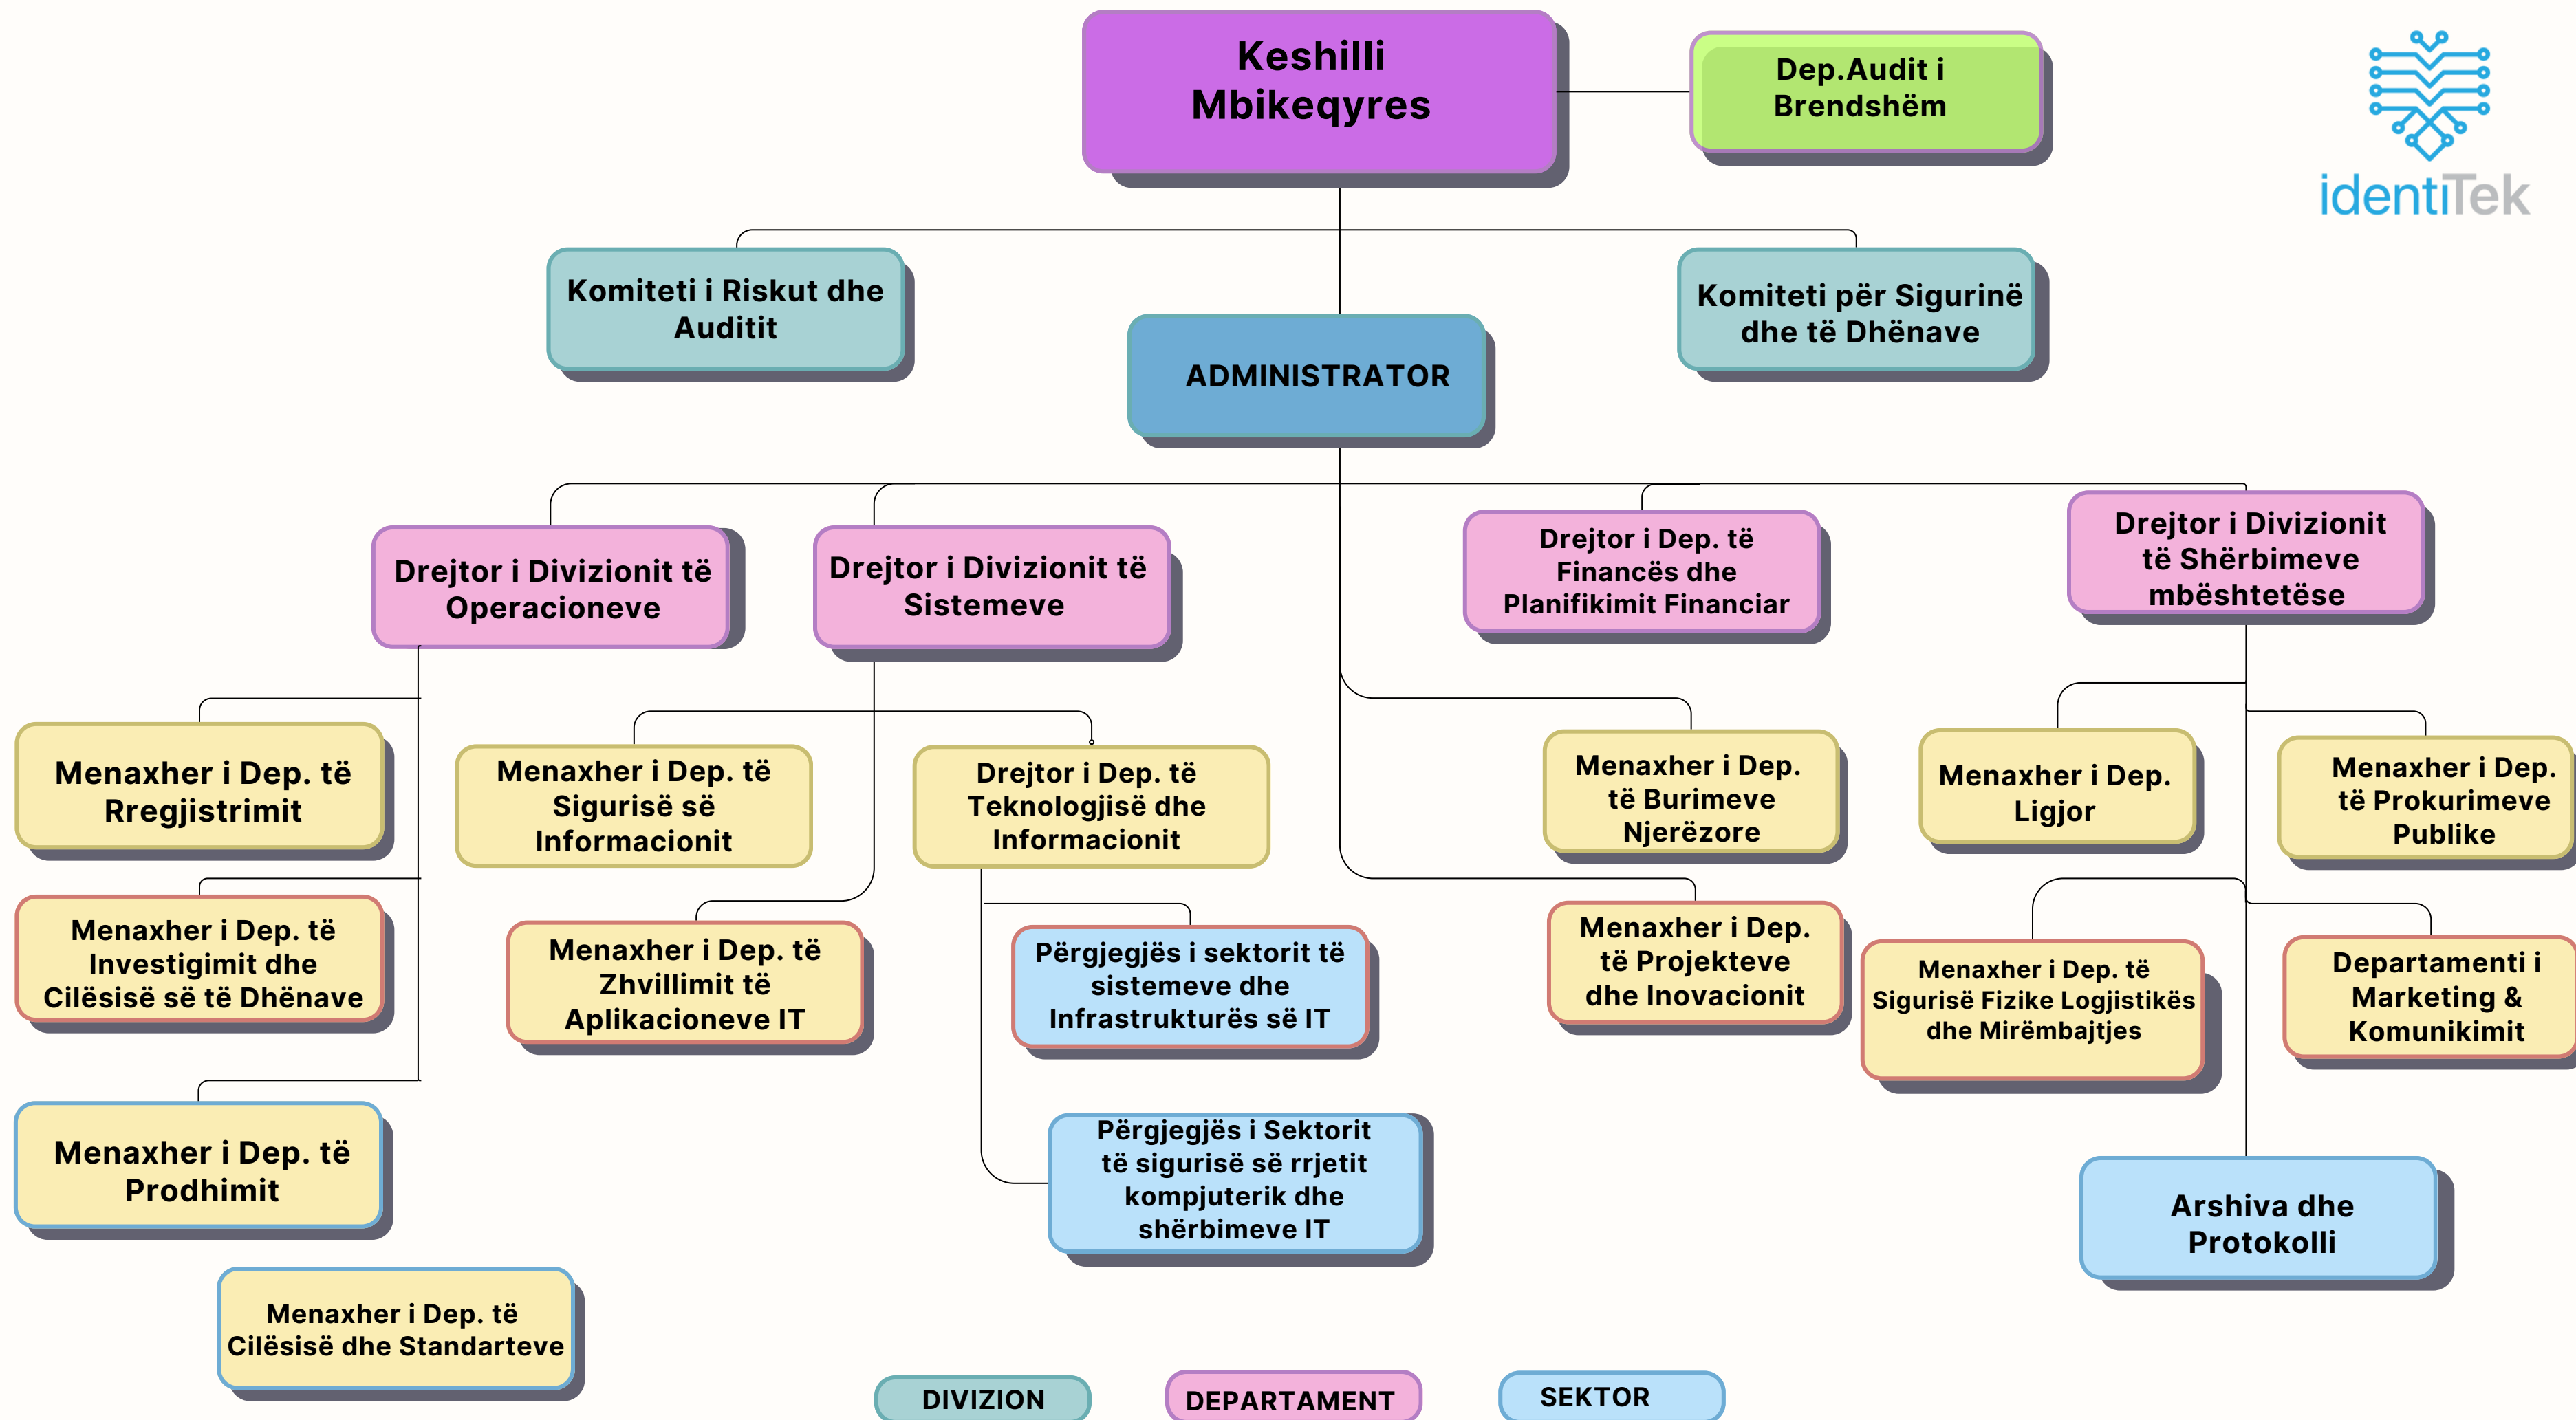 Keshilli
Mbikeqyres
Dep.Audit i
Brendshëm
identiTek
Komiteti i Riskut dhe
Auditit
Komiteti për Sigurinë
dhe të Dhënave
ADMINISTRATOR
Drejtor i Divizionit të
Operacioneve
Drejtor i Divizionit të
Sistemeve
Drejtor i Dep. të
Financës dhe
Planifikimit Financiar
Drejtor i Divizionit
të Shërbimeve
mbështetëse
Menaxher i Dep. të
Rregjistrimit
Menaxher i Dep. të
Sigurisë së
Informacionit
Drejtor i Dep. të
Teknologjisë dhe
Informacionit
Menaxher i Dep.
të Burimeve
Njerëzore
Menaxher i Dep.
Ligjor
Menaxher i Dep.
të Prokurimeve
Publike
Menaxher i Dep. të
Investigimit dhe
Cilësisë së të Dhënave
Menaxher i Dep. të
Zhvillimit të
Aplikacioneve IT
Përgjegjës i sektorit të
sistemeve dhe
Infrastrukturës së IT
Menaxher i Dep.
të Projekteve
dhe Inovacionit
Menaxher i Dep. të
Sigurisë Fizike Logjistikës
dhe Mirëmbajtjes
Departamenti i
Marketing &
Komunikimit
Menaxher i Dep. të
Prodhimit
Përgjegjës i Sektorit
të sigurisë së rrjetit
kompjuterik dhe
shërbimeve IT
Arshiva dhe
Protokolli
Menaxher i Dep. të
Cilësisë dhe Standarteve
DIVIZION
DEPARTAMENT
SEKTOR